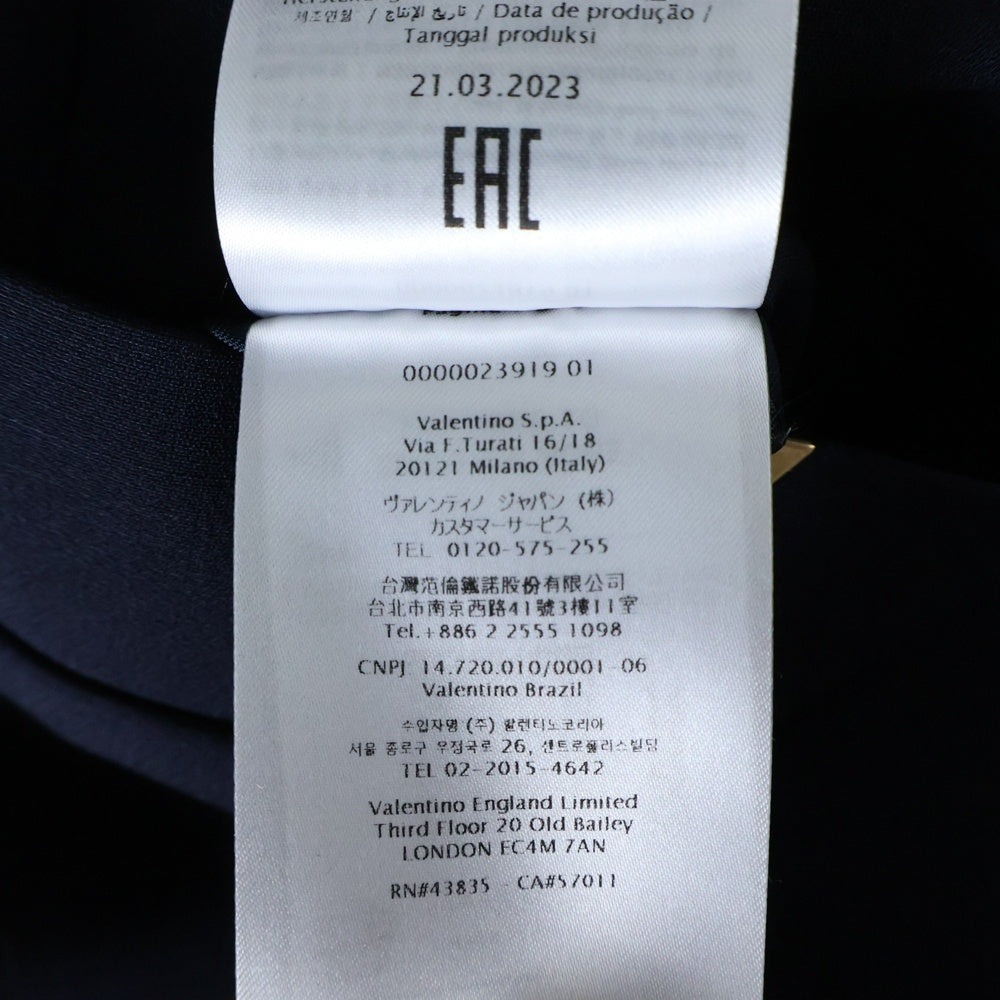 제조연월 / تاريخ الإنتاج / Data de produção /
Tanggal produksi
21.03.2023
EAC
0000023919 01
Valentino S.p.A.
Via F.Turati 16/18
20121 Milano (Italy)
ヴァレンティノ ジャパン (株)
カスタマーサービス
TEL 0120-575-255
台灣范倫鐵諾股份有限公司
台北市南京西路41號3樓11室
Tel.+886 2 2555 1098
CNPJ 14.720.010/0001-06
Valentino Brazil
수입자명 (주) 발렌티노코리아
서울 종로구 우정국로 26, 센트로폴리스빌딩
TEL 02-2015-4642
Valentino England Limited
Third Floor 20 Old Bailey
LONDON EC4M 7AN
RN#43835 - CA#57011